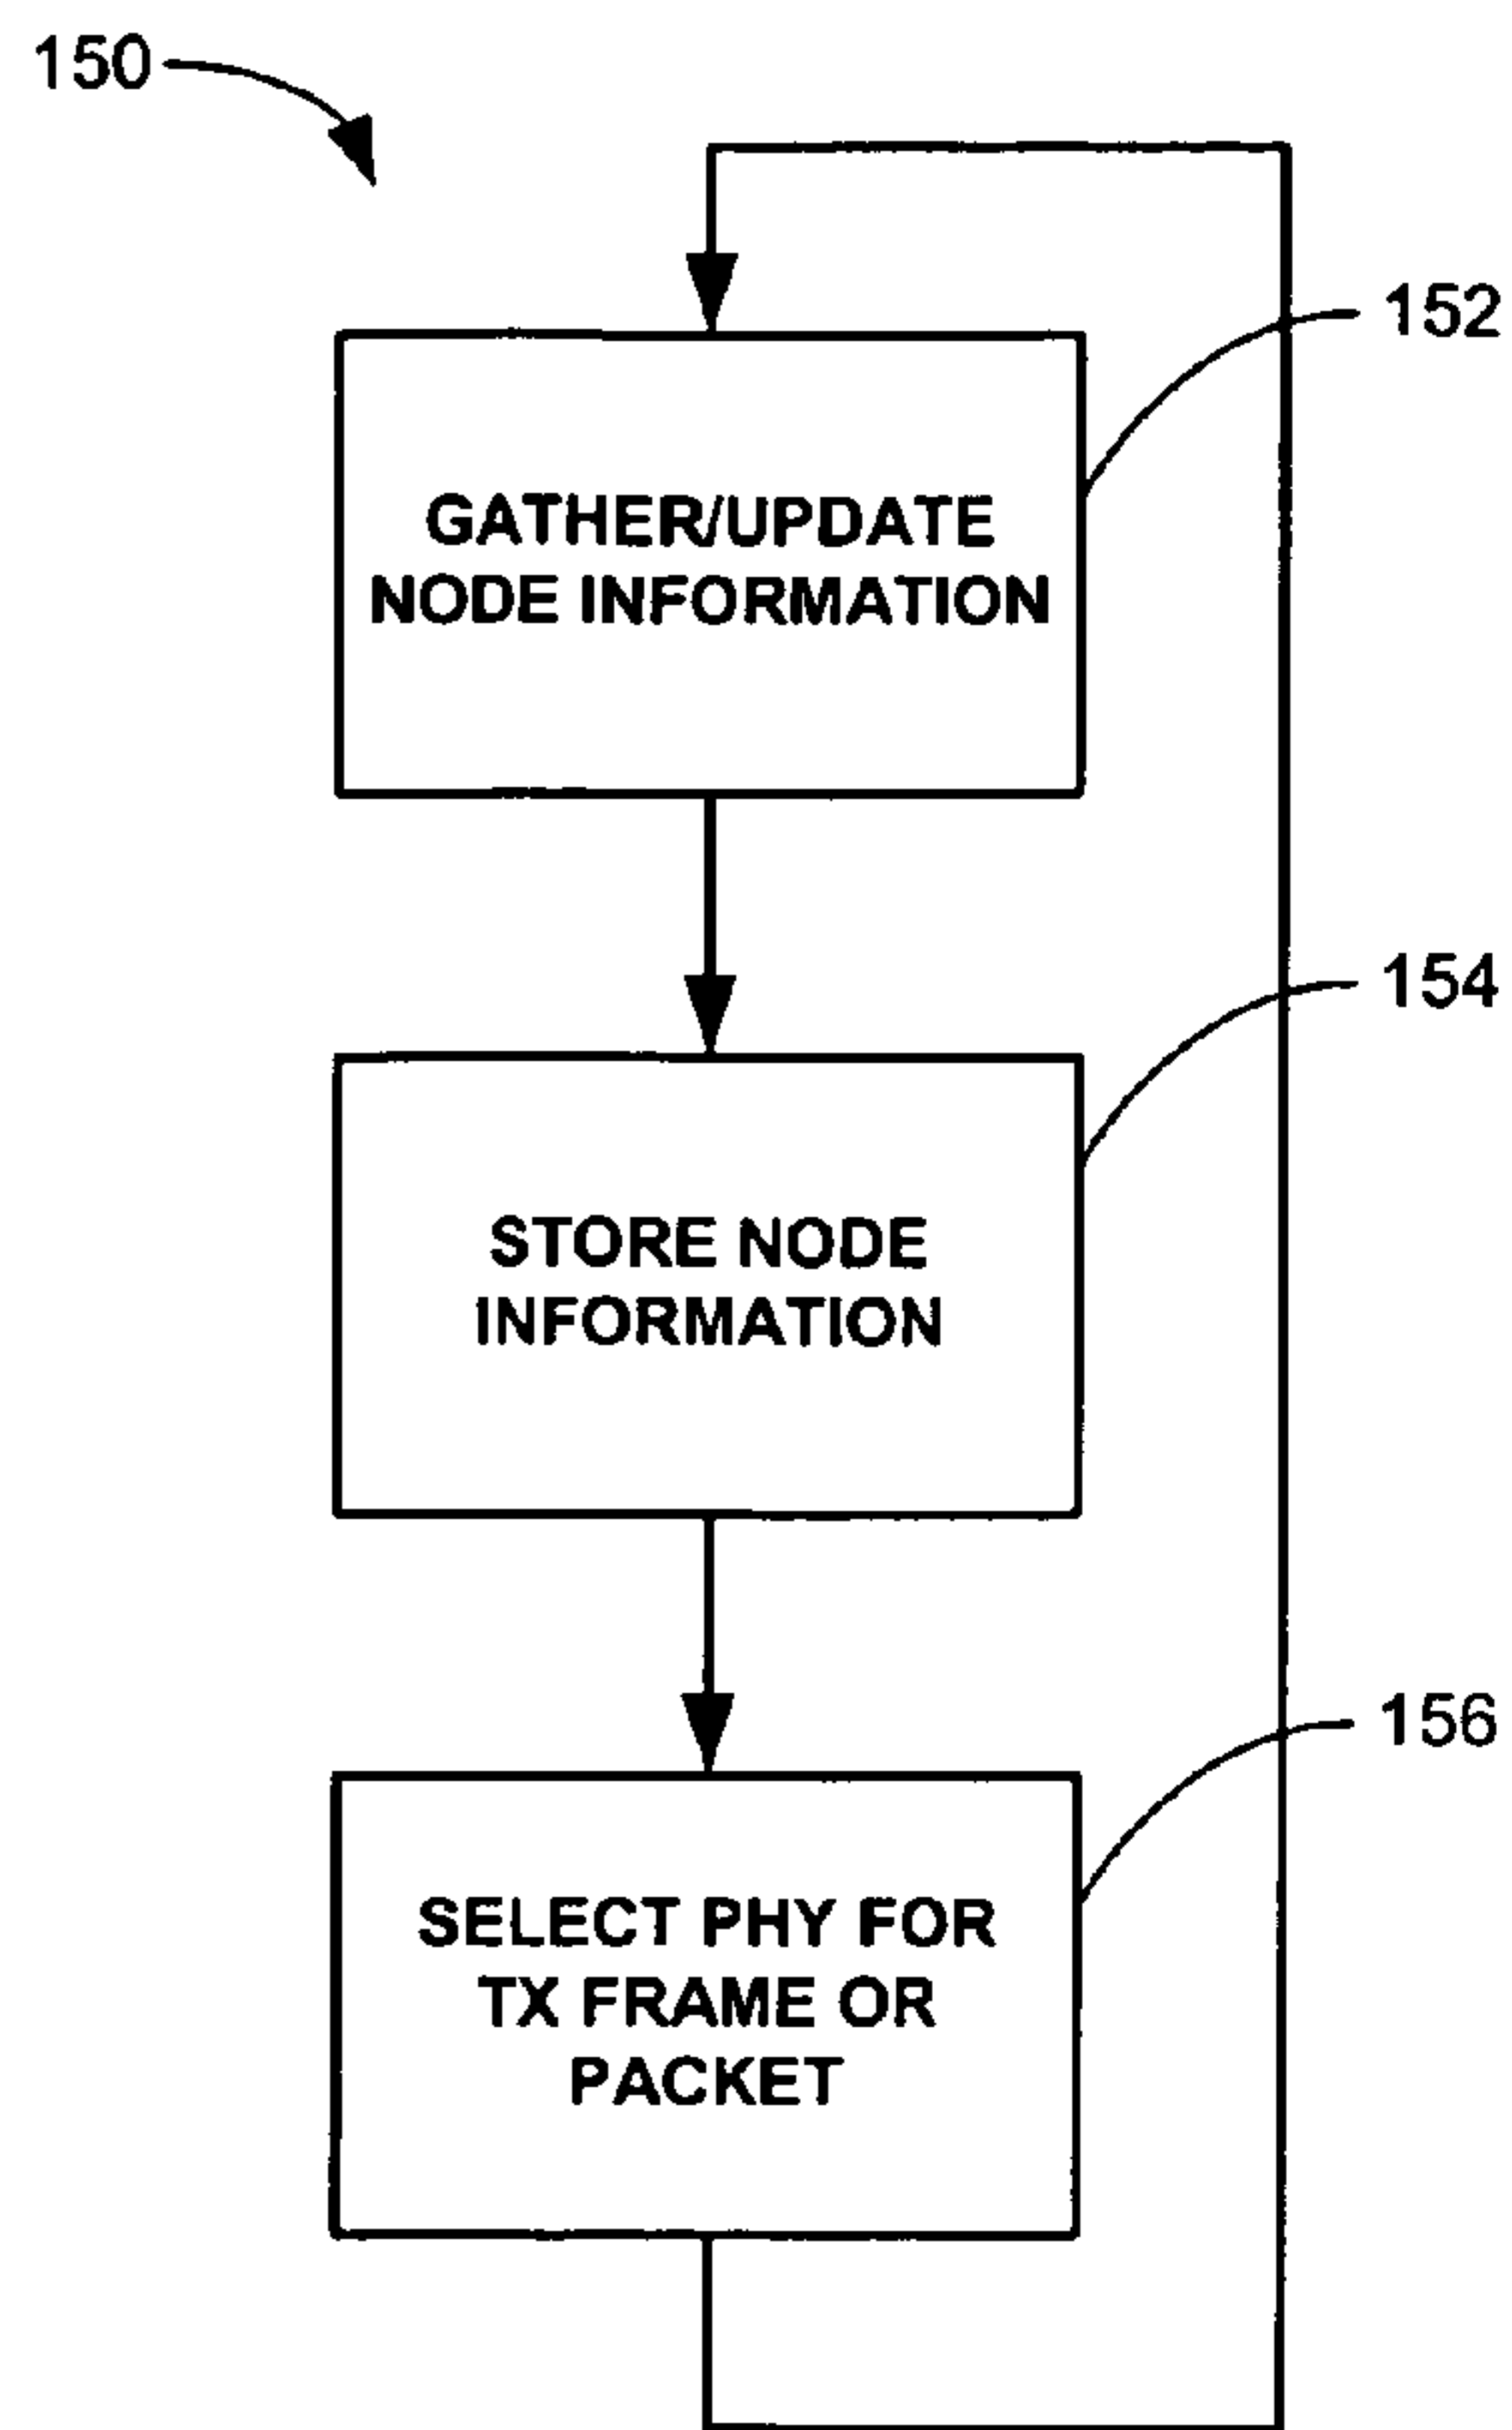 150
152
GATHER/UPDATE
NODE INFORMATION
154
STORE NODE
INFORMATION
156
SELECT PHY FOR
TX FRAME OR
PACKET